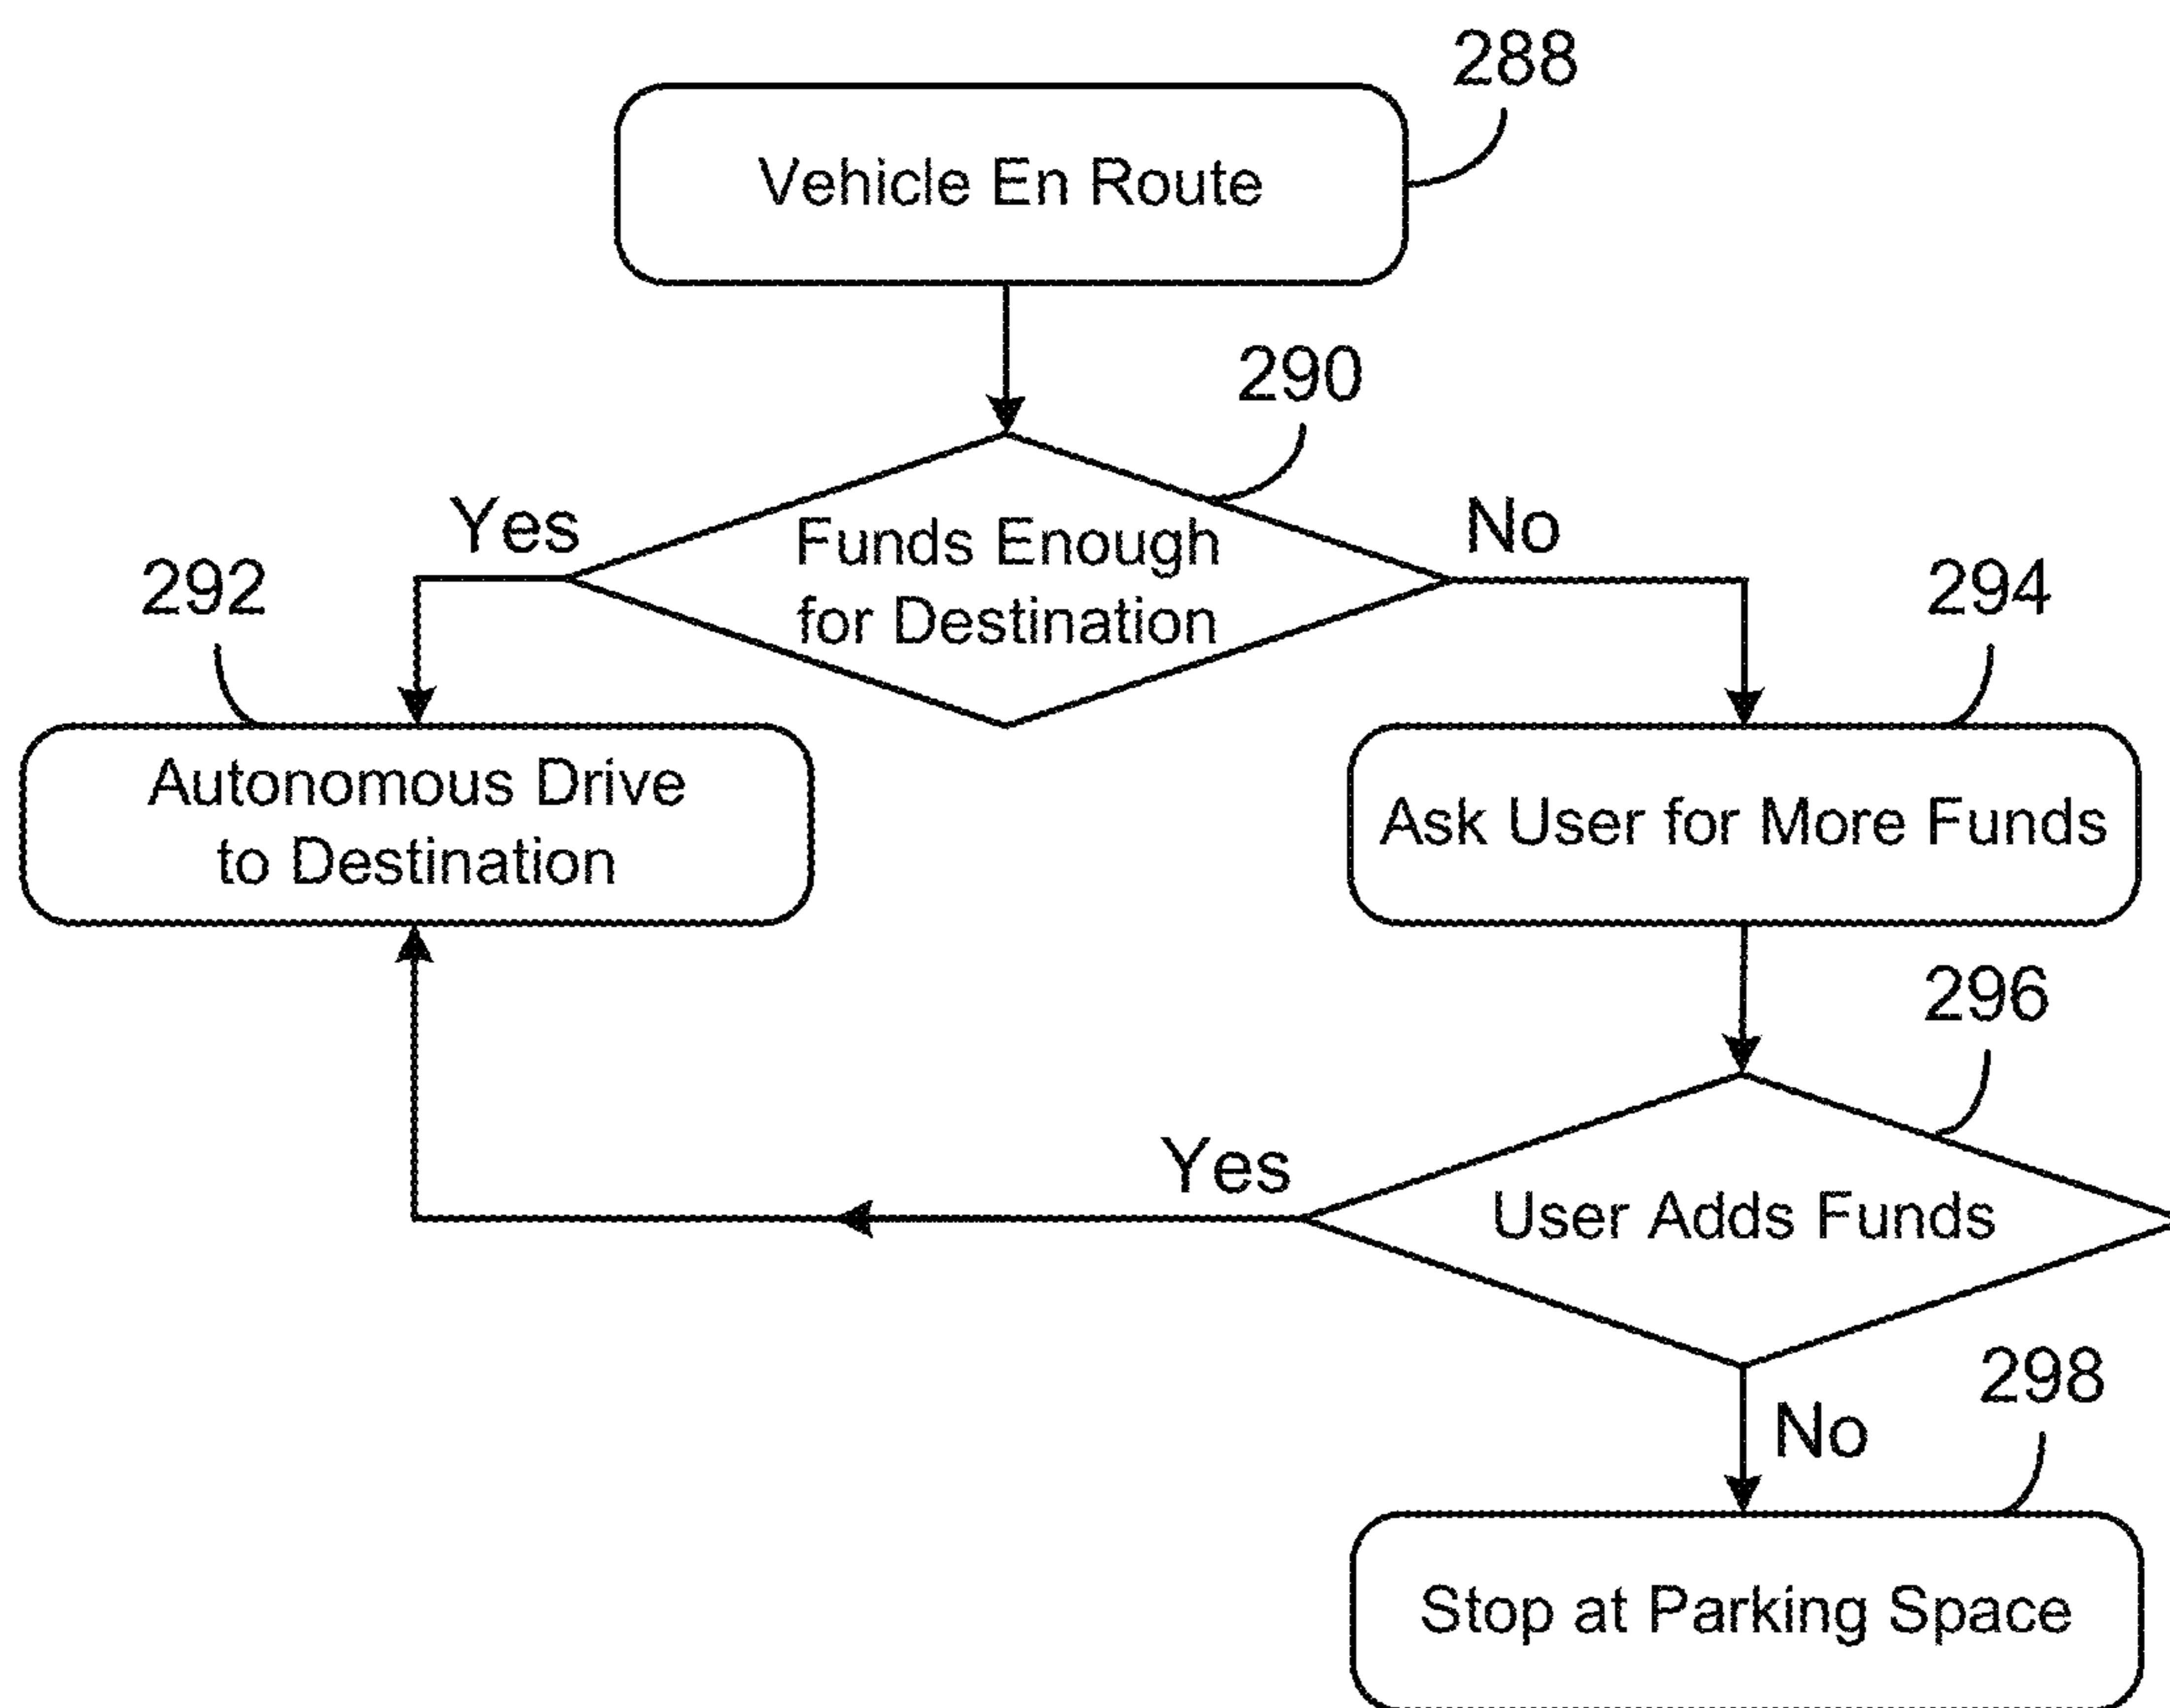 288
Vehicle En Route
290
Yes
Funds Enough
for Destination
No
292
294
Autonomous Drive
to Destination
Ask User for More Funds
296
Yes
User Adds Funds
298
No
Stop at Parking Space